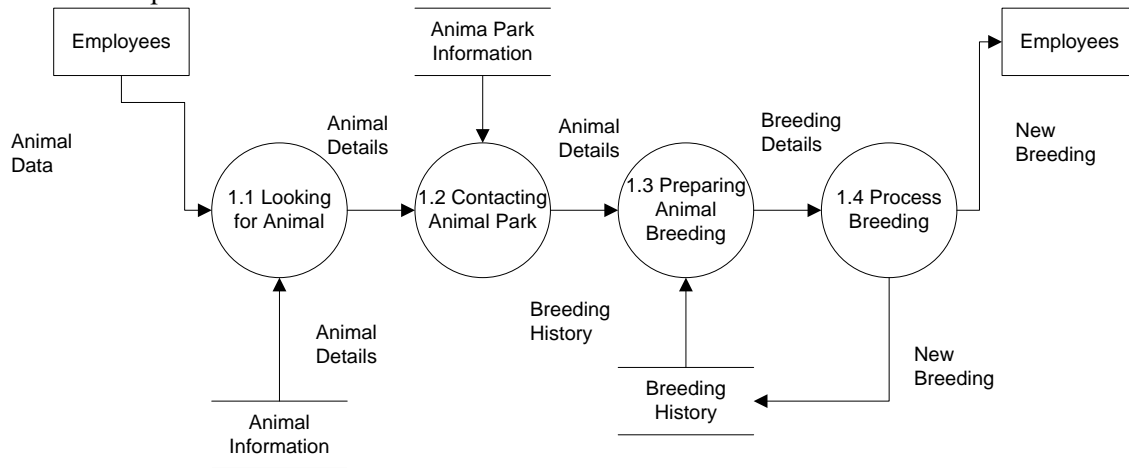 Employees
Anima Park
Information
Employees
Animal
Data
Animal
Details
Animal
Details
Breeding
Details
New
Breeding
1.1 Looking
for Animal
1.2 Contacting
Animal Park
1.3 Preparing
Animal
Breeding
1.4 Process
Breeding
Animal
Details
Breeding
History
New
Breeding
Animal
Information
Breeding
History